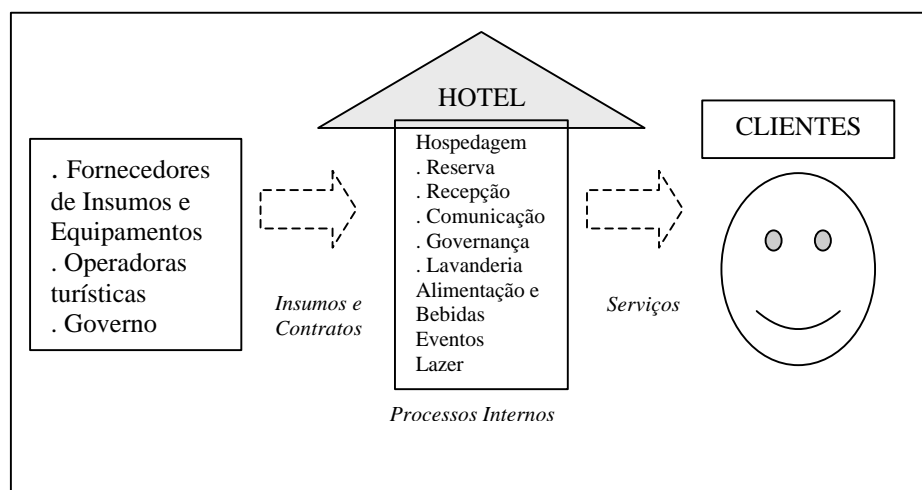 . Fornecedores
de Insumos e
Equipamentos
. Operadoras
turísticas
. Governo
Insumos e
Contratos
HOTEL
Hospedagem
. Reserva
. Recepção
. Comunicação
. Governança
. Lavanderia
Alimentação e
Bebidas
Eventos
Lazer
Processos Internos
Serviços
CLIENTES